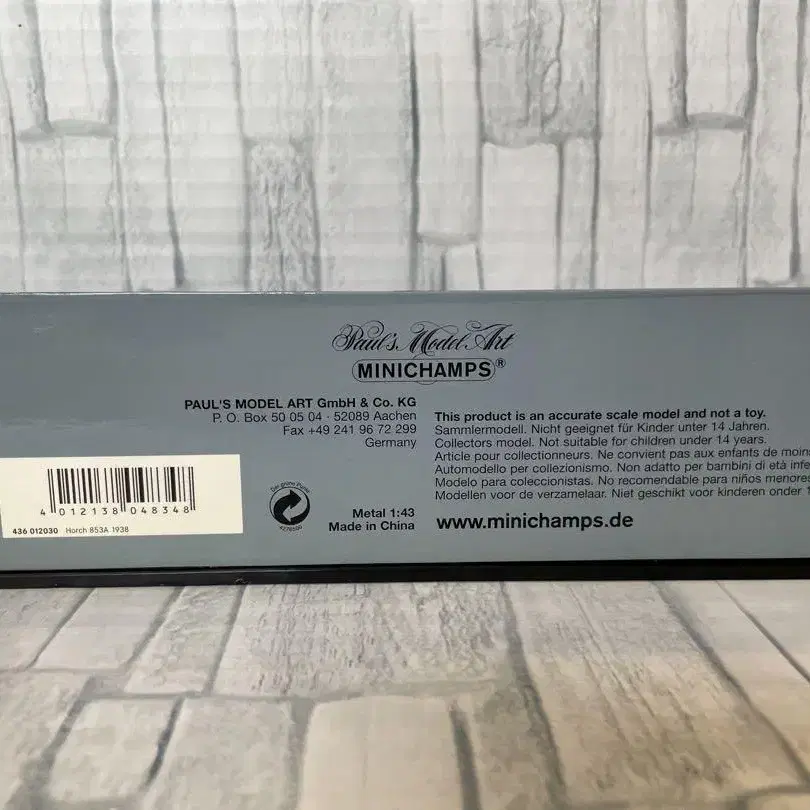 Paul's Model Art
MINICHAMPS®
PAUL'S MODEL ART GmbH & Co. KG
P. O. Box 50 05 04 · 52089 Aachen
Fax +49 241 96 72 299
Germany
This product is an accurate scale model and not a toy.
Sammlermodell. Nicht geeignet für Kinder unter 14 Jahren.
Collectors model. Not suitable for children under 14 years.
Article pour collectionneurs. Ne convient pas aux enfants de moins
Automodello per collezionismo. Non adatto per bambini di età infe
Modelo para coleccionistas. No recomendable para niños menores
Modellen voor de verzamelaar. Niet geschikt voor kinderen onder 1
www.minichamps.de
4 012138 048348
436 012030 Horch 853A 1938
Der grüne Punkt
Metal 1:43
Made in China